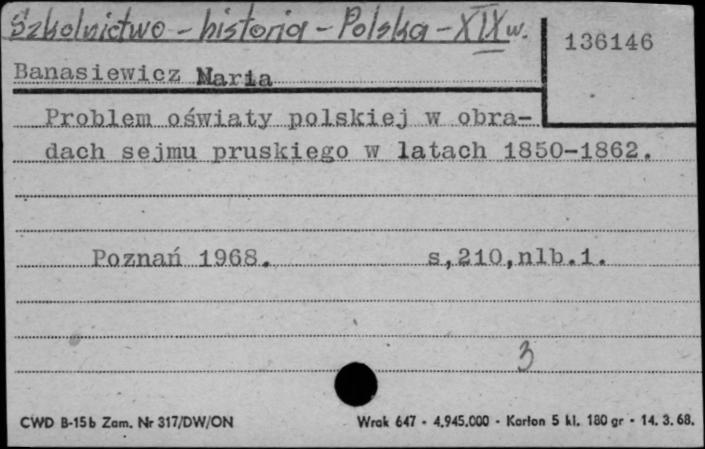 Szkolnictwo - historia - Polska - XIX w.
136146
Banasiewicz Maria
Problem oświaty polskiej w obra-
dach sejmu pruskiego w latach 1850-1862.
Poznań 1968. s,210,nlb.1.
3
CWD B-15b Zam. Nr 317/DW/ON Wrak 647 - 4.945.000 - Karton 5 kl. 180 gr - 14. 3. 68.